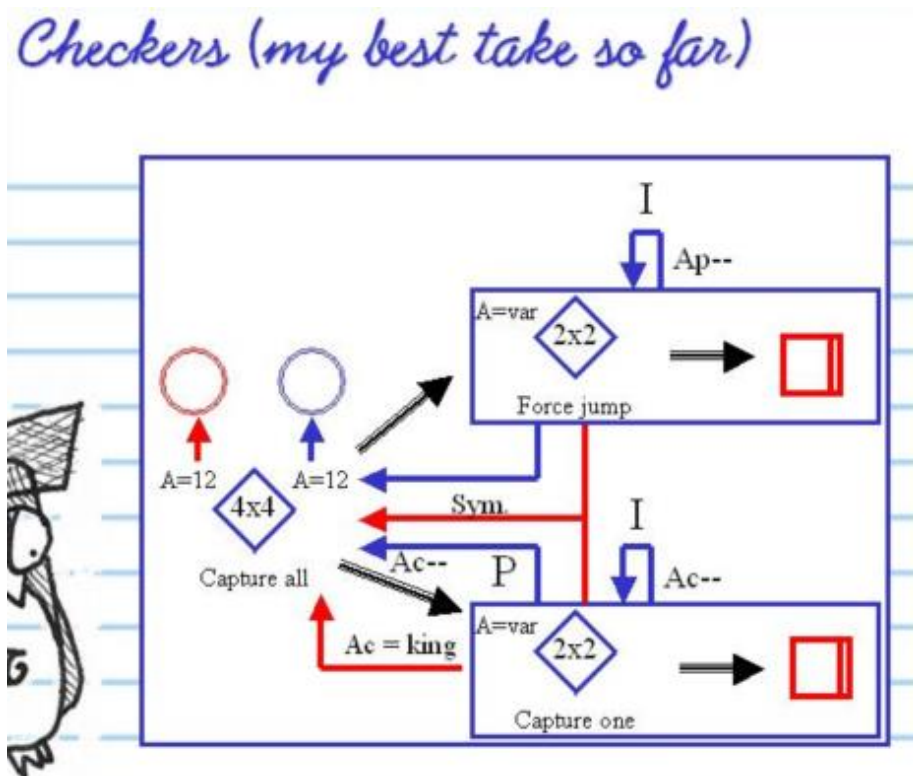 Checkers (my best take so far)
I
Ap--
A=var
2x2
Force jump
A=12
A=12
4x4
Sym.
I
Capture all
Ac--
P
Ac--
A=var
2x2
Ac = king
Capture one